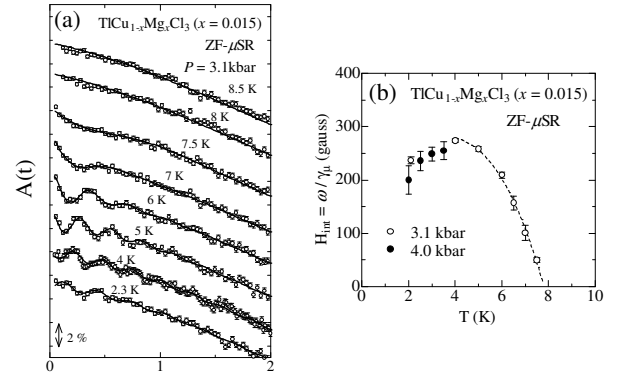 (a)
TlCu1-xMgxCl3 (x = 0.015)
ZF-μSR
P = 3.1kbar
8.5 K
8 K
7.5 K
7 K
6 K
5 K
4 K
2.3 K
2 %
A(t)
0 1 2
(b)
TlCu1-xMgxCl3 (x = 0.015)
ZF-μSR
400
300
200
100
0
Hint = ω / γμ (gauss)
3.1 kbar
4.0 kbar
0 2 4 6 8 10
T (K)